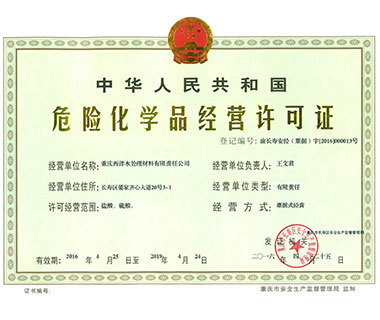 中华人民共和国
危险化学品经营许可证
登记编号：渝长寿安经（票据）字[2016]00013号
经营单位名称：重庆西洋水处理材料有限责任公司
经营单位负责人：王文君
经营单位住所：长寿区晏家齐心大道20号3-1
经营单位类型：有限责任
许可经营范围：盐酸、硫酸。
经营方式：票据式经营
发证机关
有效期：2016年4月25日至2019年4月24日
二〇一六年四月二十五日
证书编号：
重庆市安全生产监督管理局 监制